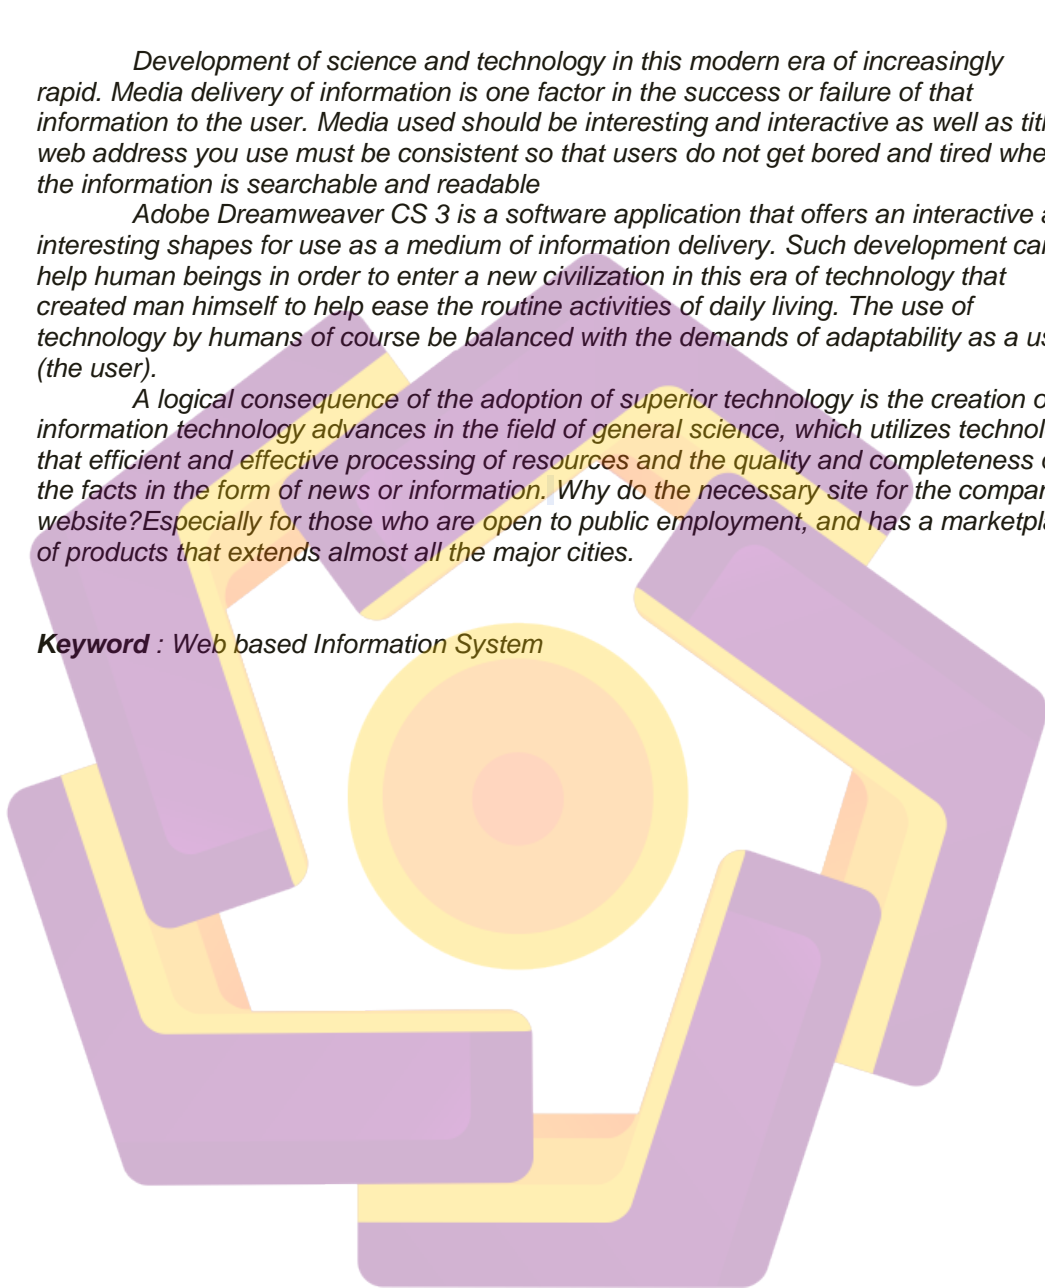 Development of science and technology in this modern era of increasingly
rapid. Media delivery of information is one factor in the success or failure of that
information to the user. Media used should be interesting and interactive as well as
web address you use must be consistent so that users do not get bored and tired
the information is searchable and readable
Adobe Dreamweaver CS 3 is a software application that offers an interactive
interesting shapes for use as a medium of information delivery. Such development
help human beings in order to enter a new civilization in this era of technology that
created man himself to help ease the routine activities of daily living. The use of
technology by humans of course be balanced with the demands of adaptability as a
(the user).
A logical consequence of the adoption of superior technology is the creation
information technology advances in the field of general science, which utilizes
that efficient and effective processing of resources and the quality and completeness
the facts in the form of news or information. Why do the necessary site for the
website?Especially for those who are open to public employment, and has a
of products that extends almost all the major cities.
Keyword : Web based Information System